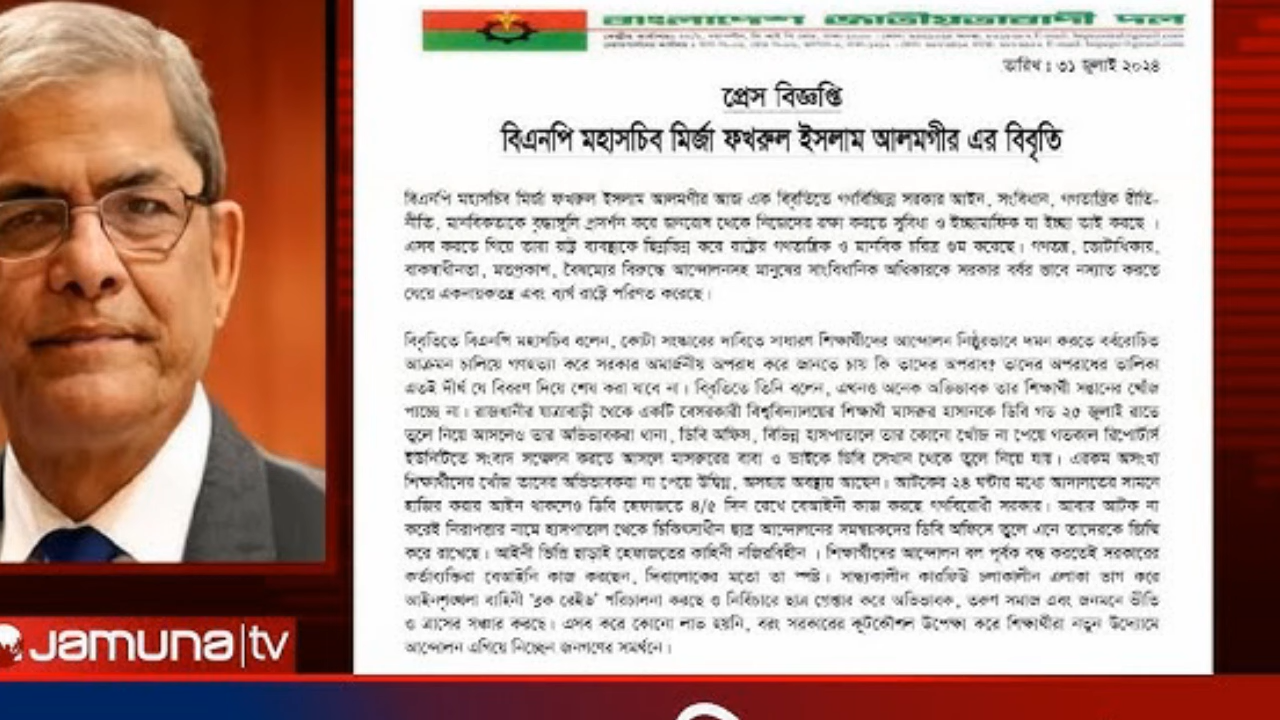 বাংলাদেশ জাতীয়তাবাদী দল
তারিখ : ৩১ জুলাই ২০২৪
প্রেস বিজ্ঞপ্তি
বিএনপি মহাসচিব মির্জা ফখরুল ইসলাম আলমগীর এর বিবৃতি
বিএনপি মহাসচিব মির্জা ফখরুল ইসলাম আলমগীর আজ এক বিবৃতিতে গণবিচ্ছিন্ন সরকার আইন, সংবিধান, গণতান্ত্রিক রীতি-
নীতি, মানবিকতাকে বৃদ্ধাঙ্গুলি প্রদর্শন করে জনরোষ থেকে নিজেদের রক্ষা করতে সুবিধা ও ইচ্ছামাফিক যা ইচ্ছা তাই করছে ।
এসব করতে গিয়ে তারা রাষ্ট্র ব্যবস্থাকে ছিন্নভিন্ন করে রাষ্ট্রের গণতান্ত্রিক ও মানবিক চরিত্র গুম করেছে। গণতন্ত্র, ভোটাধিকার,
বাকস্বাধীনতা, মতপ্রকাশ, বৈষম্যের বিরুদ্ধে আন্দোলনসহ মানুষের সাংবিধানিক অধিকারকে সরকার বর্বর ভাবে নস্যাত করতে
যেয়ে একনায়কতন্ত্র এবং ব্যর্থ রাষ্ট্রে পরিণত করেছে।
বিবৃতিতে বিএনপি মহাসচিব বলেন, কোটা সংস্কারের দাবিতে সাধারণ শিক্ষার্থীদের আন্দোলন নিষ্ঠুরভাবে দমন করতে বর্বরোচিত
আক্রমন চালিয়ে গণহত্যা করে সরকার অমার্জনীয় অপরাধ করে জানতে চায় কি তাদের অপরাধ? তাদের অপরাধের তালিকা
এতই দীর্ঘ যে বিবরণ দিয়ে শেষ করা যাবে না। বিবৃতিতে তিনি বলেন, এখনও অনেক অভিভাবক তার শিক্ষার্থী সন্তানের খোঁজ
পাচ্ছে না। রাজধানীর যাত্রাবাড়ী থেকে একটি বেসরকারী বিশ্ববিদ্যালয়ের শিক্ষার্থী মাসরুর হাসানকে ডিবি গত ২৫ জুলাই রাতে
তুলে নিয়ে আসলেও তার অভিভাবকরা থানা, ডিবি অফিস, বিভিন্ন হাসপাতালে তার কোনো খোঁজ না পেয়ে গতকাল রিপোর্টার্স
ইউনিটিতে সংবাদ সম্মেলন করতে আসলে মাসরুরের বাবা ও ভাইকে ডিবি সেখান থেকে তুলে নিয়ে যায়। এরকম অসংখ্য
শিক্ষার্থীদের খোঁজ তাদের অভিভাবকরা না পেয়ে উদ্বিগ্ন, অসহায় অবস্থায় আছেন। আটকের ২৪ ঘন্টার মধ্যে আদালতের সামনে
হাজির করার আইন থাকলেও ডিবি হেফাজতে ৪/৫ দিন রেখে বেআইনী কাজ করছে গণবিরোধী সরকার। আবার আটক না
করেই নিরাপত্তার নামে হাসপাতাল থেকে চিকিৎসাধীন ছাত্র আন্দোলনের সমন্বায়কদের ডিবি অফিসে তুলে এনে তাদেরকে জিম্মি
করে রাখেছে। আইনী ভিত্তি ছাড়াই হেফাজতের কাহিনী নজিরবিহীন । শিক্ষার্থীদের আন্দোলন বল পূর্বক বন্ধ করতেই সরকারের
কর্তাব্যক্তিরা বেআইনি কাজ করছেন, দিবালোকের মতো তা স্পষ্ট। সান্ধ্যকালীন কারফিউ চলাকালীন এলাকা ভাগ করে
আইনশৃংখলা বাহিনী 'ব্লক রেইড' পরিচালনা করছে ও নির্বিচারে ছাত্র গ্রেপ্তার করে অভিভাবক, তরুণ সমাজ এবং জনমনে ভীতি
ও ত্রাসের সঞ্চার করছে। এসব করে কোনো লাভ হয়নি, বরং সরকারের কূটকৌশল উপেক্ষা করে শিক্ষার্থীরা নতুন উদ্যোমে
আন্দোলন এগিয়ে নিচ্ছেন জনগণের সমর্থনে।
Jamuna|tv